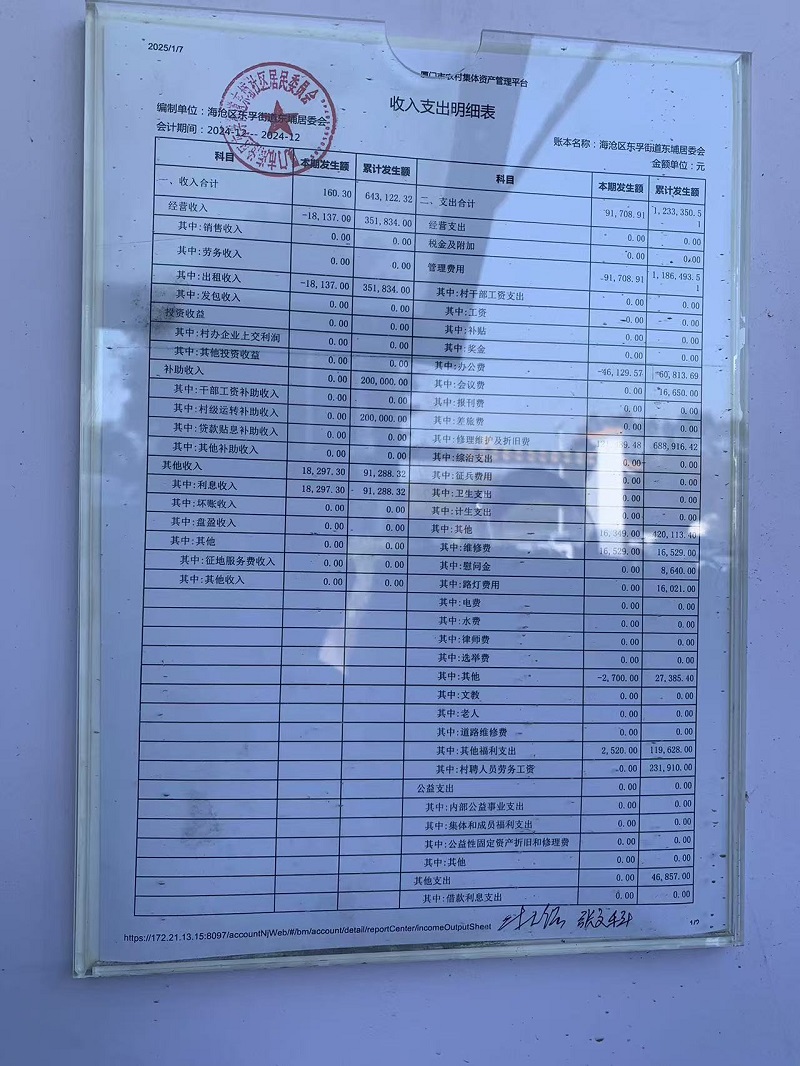 2025/1/7
厦门市农村集体资产管理平台
收入支出明细表
编制单位：海沧区东孚街道东埔居委会
会计期间：2024-12 -- 2024-12
账本名称：海沧区东孚街道东埔居委会
金额单位：元
科目 本期发生额 累计发生额 科目 本期发生额 累计发生额
一、收入合计 160.30 643,122.32 二、支出合计 91,708.91 1,233,350.51
经营收入 -18,137.00 351,834.00 经营支出 0.00 0.00
其中:销售收入 0.00 0.00 税金及附加 0.00 0.00
其中:劳务收入 0.00 0.00 管理费用 91,708.91 1,186,493.51
其中:出租收入 -18,137.00 351,834.00 其中:村干部工资支出 0.00 0.00
其中:发包收入 0.00 0.00 其中:工资 0.00 0.00
投资收益 0.00 0.00 其中:补贴 0.00 0.00
其中:村办企业上交利润 0.00 0.00 其中:奖金 0.00 0.00
其中:其他投资收益 0.00 0.00 其中:办公费 -46,129.57 60,813.69
补助收入 0.00 200,000.00 其中:会议费 0.00 16,650.00
其中:干部工资补助收入 0.00 0.00 其中:报刊费 0.00 0.00
其中:村级运转补助收入 0.00 200,000.00 其中:差旅费 0.00 0.00
其中:贷款贴息补助收入 0.00 0.00 其中:修理维护及折旧费 688,916.42
其中:其他补助收入 0.00 0.00 其中:综治支出 0.00 0.00
其他收入 18,297.30 91,288.32 其中:征兵费用 0.00 0.00
其中:利息收入 18,297.30 91,288.32 其中:卫生支出 0.00 0.00
其中:坏账收入 0.00 0.00 其中:计生支出 0.00 0.00
其中:盘盈收入 0.00 0.00 其中:其他 16,349.00 420,113.40
其中:其他 0.00 0.00 其中:维修费 16,529.00 16,529.00
其中:征地服务费收入 0.00 0.00 其中:慰问金 0.00 8,640.00
其中:其他收入 0.00 0.00 其中:路灯费用 0.00 16,021.00
其中:电费 0.00 0.00
其中:水费 0.00 0.00
其中:律师费 0.00 0.00
其中:选举费 0.00 0.00
其中:其他 -2,700.00 27,385.40
其中:文教 0.00 0.00
其中:老人 0.00 0.00
其中:道路维修费 0.00 0.00
其中:其他福利支出 2,520.00 119,628.00
其中:村聘人员劳务工资 0.00 231,910.00
公益支出 0.00 0.00
其中:内部公益事业支出 0.00 0.00
其中:集体和成员福利支出 0.00 0.00
其中:公益性固定资产折旧和修理费 0.00 0.00
其中:其他 0.00 0.00
其他支出 0.00 46,857.00
其中:借款利息支出 0.00 0.00
https://172.21.13.15:8097/accountNjWeb/#/bm/account/detail/reportCenter/incomeOutputSheet